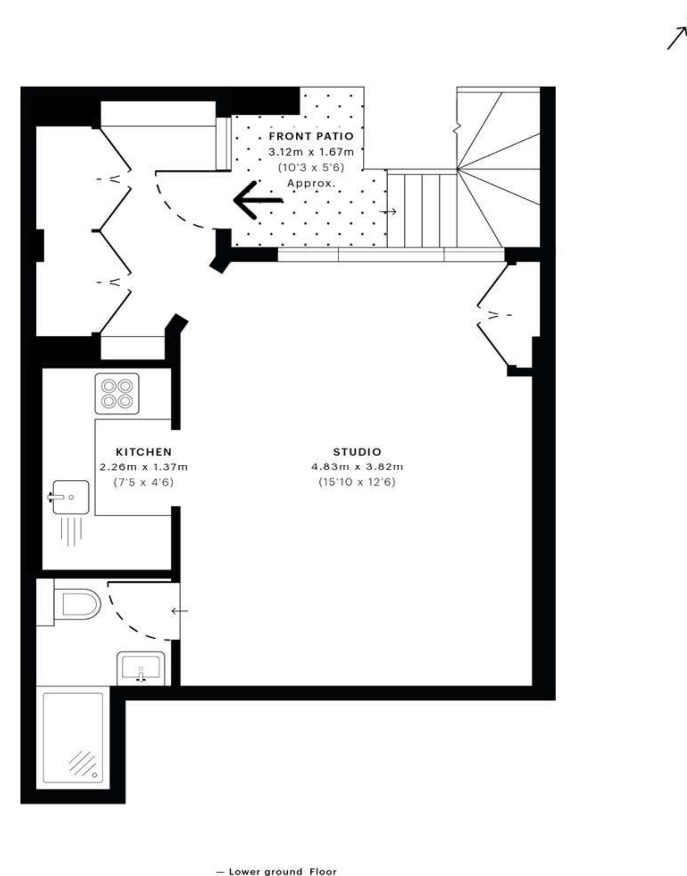 FRONT PATIO
3.12m x 1.67m
(10'3 x 5'6)
Approx.
KITCHEN
2.26m x 1.37m
(7'5 x 4'6)
STUDIO
4.83m x 3.82m
(15'10 x 12'6)
— Lower ground Floor